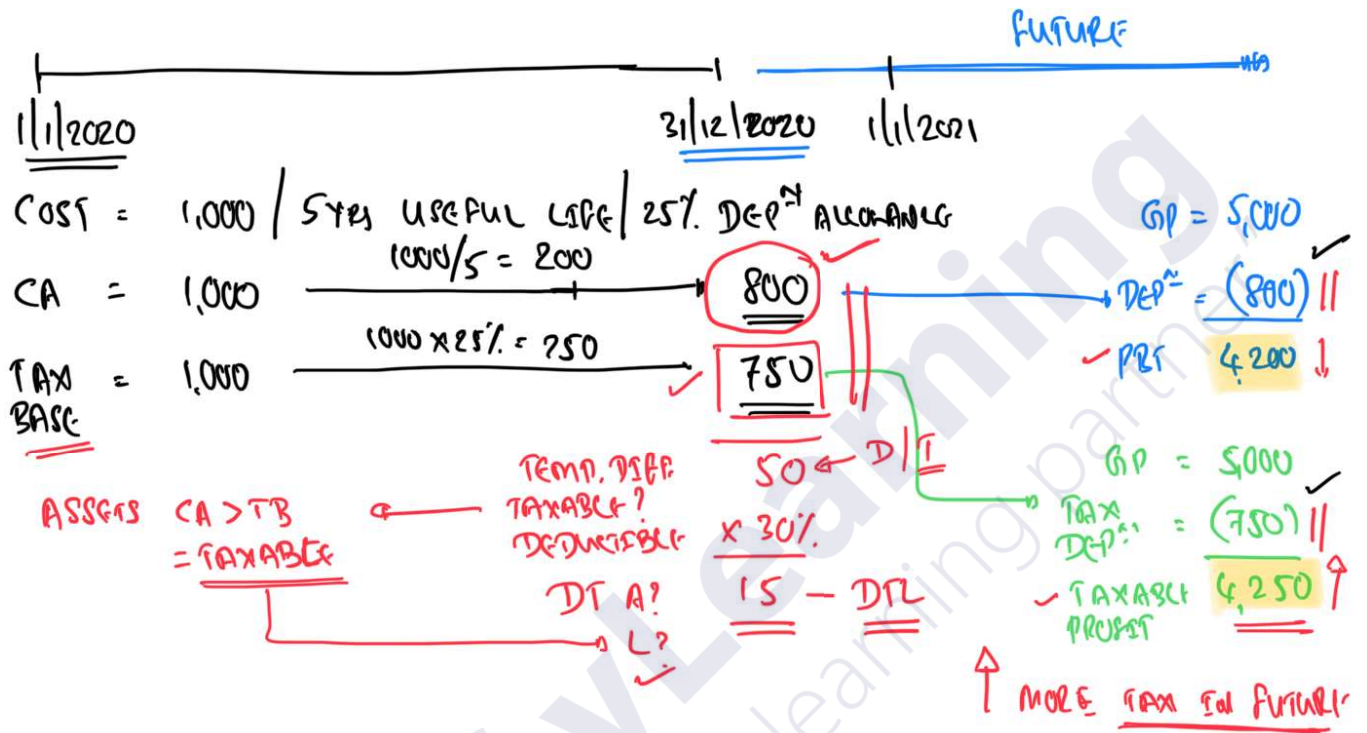 FUTURE
1/1/2020 31/12/2020 1/1/2021
COST = 1,000 / 5 YRS USEFUL LIFE / 25% DEPN ALLOWANCE
GP = 5,000
1000/5 = 200
CA = 1,000 800
DEPN = (800)
1000 x 25% = 250
TAX BASE = 1,000 750
PBT 4,200
TEMP. DIFF. 50 ← D/T
GP = 5,000
ASSETS CA > TB ← TAXABLE?
= TAXABLE DEDUCTIBLE x 30%
TAX DEPN = (750)
DT A? 15 - DTL
L?
TAXABLE PROFIT 4,250
↑ MORE TAX IN FUTURE
Learning
learning partner,